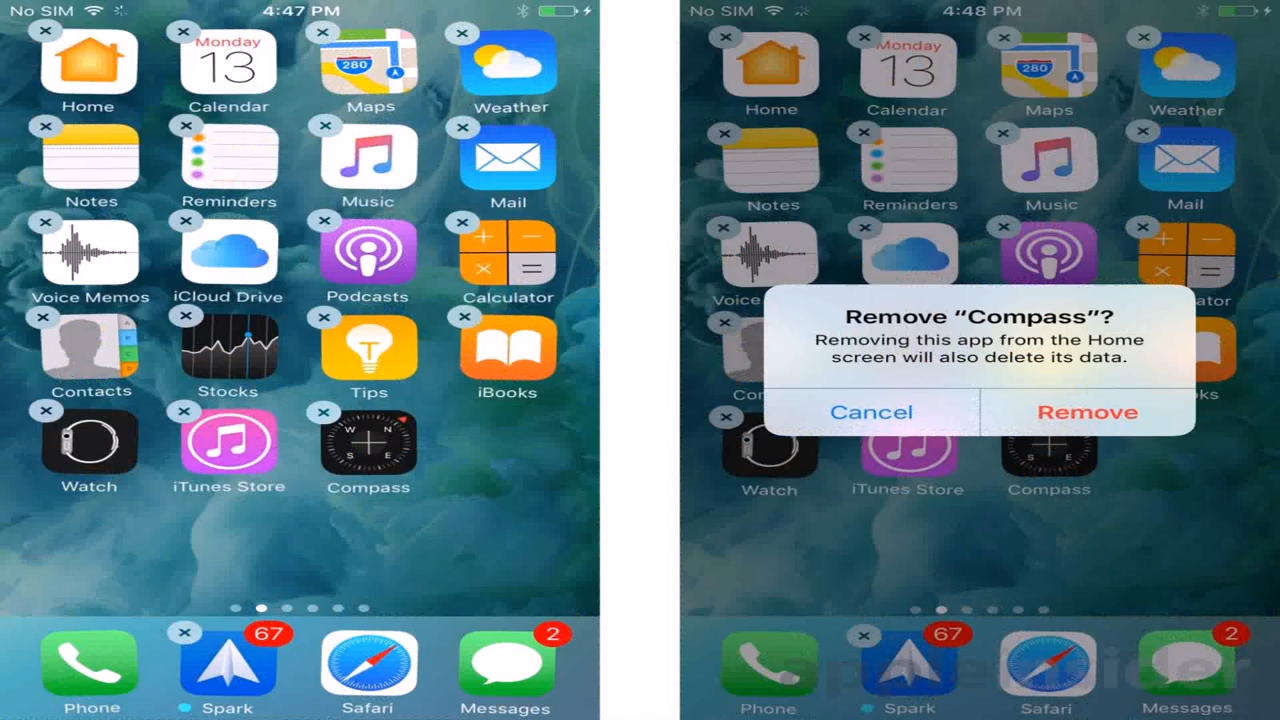 No SIM 4:47 PM
Monday
13
280
Home Calendar Maps Weather
Notes Reminders Music Mail
Voice Memos iCloud Drive Podcasts Calculator
Contacts Stocks Tips iBooks
W N
S E
Watch iTunes Store Compass
67 2
Phone Spark Safari Messages
No SIM 4:48 PM
Monday
13
280
Home Calendar Maps Weather
Notes Reminders Music Mail
Voice
Remove “Compass”?
Removing this app from the Home
screen will also delete its data.
Cancel Remove
S E
Watch iTunes Store Compass
67 2
Phone Spark Safari Messages